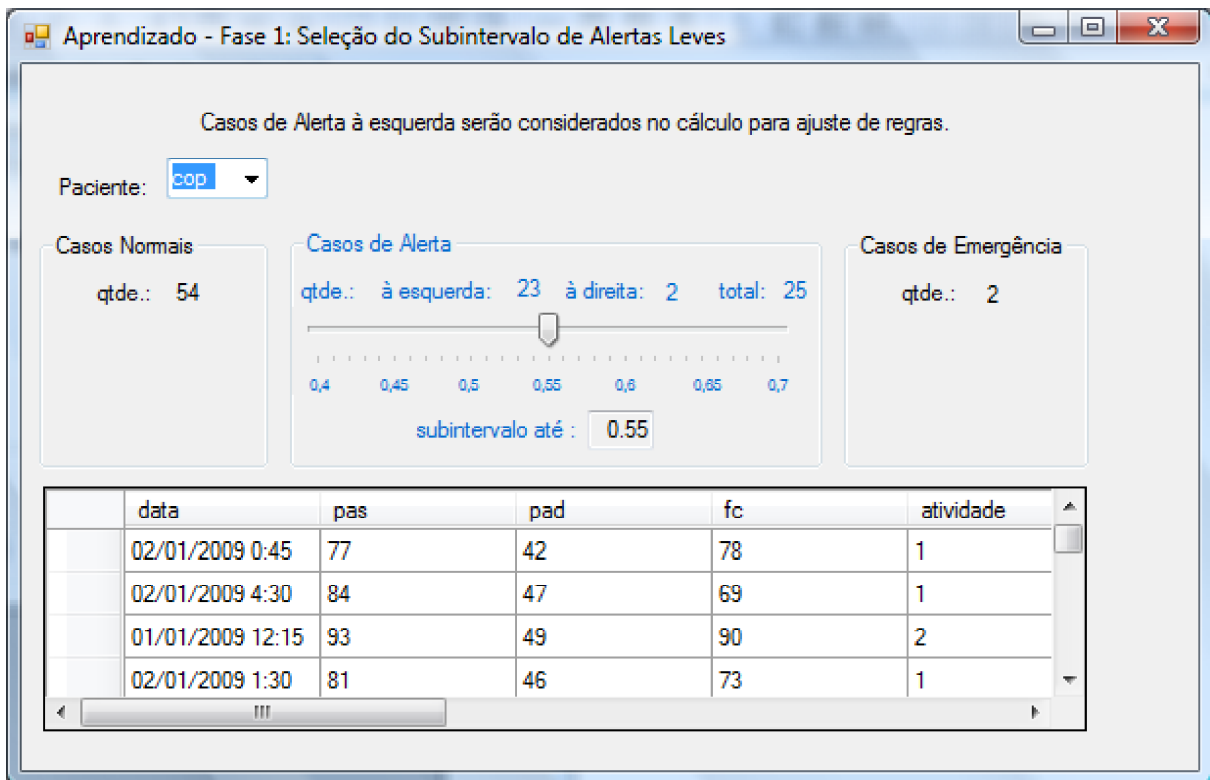 Aprendizado - Fase 1: Seleção do Subintervalo de Alertas Leves
Casos de Alerta à esquerda serão considerados no cálculo para ajuste de regras.
Paciente: cop
Casos Normais
qtde.: 54
Casos de Alerta
qtde.: à esquerda: 23 à direita: 2 total: 25
0,4 0,45 0,5 0,55 0,6 0,65 0,7
subintervalo até : 0.55
Casos de Emergência
qtde.: 2
data pas pad fc atividade
02/01/2009 0:45 77 42 78 1
02/01/2009 4:30 84 47 69 1
01/01/2009 12:15 93 49 90 2
02/01/2009 1:30 81 46 73 1